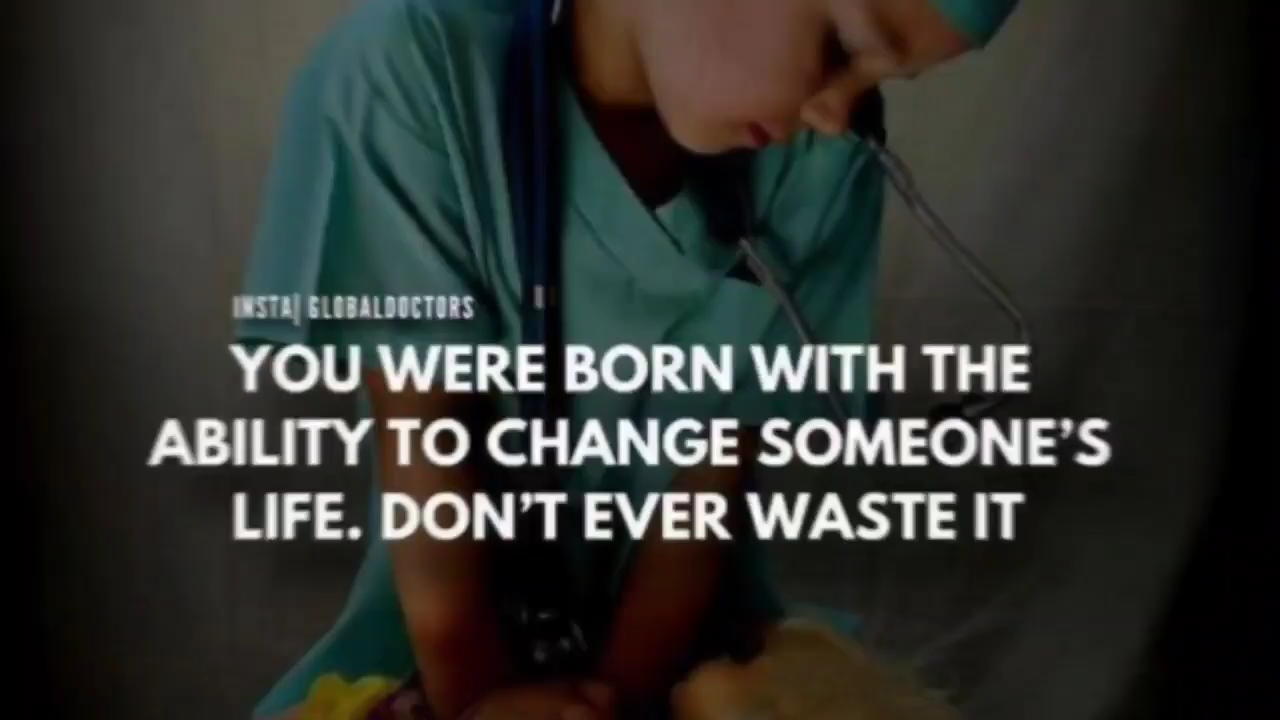 INSTA| GLOBALDOCTORS
YOU WERE BORN WITH THE
ABILITY TO CHANGE SOMEONE’S
LIFE. DON’T EVER WASTE IT